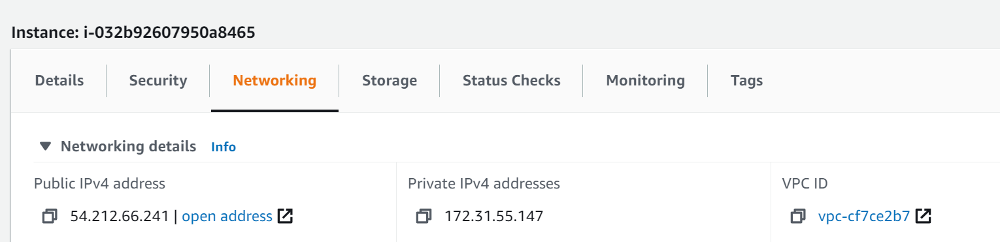 Instance: i-032b92607950a8465
Details Security Networking Storage Status Checks Monitoring Tags
Networking details Info
Public IPv4 address Private IPv4 addresses VPC ID
54.212.66.241 | open address 172.31.55.147 vpc-cf7ce2b7